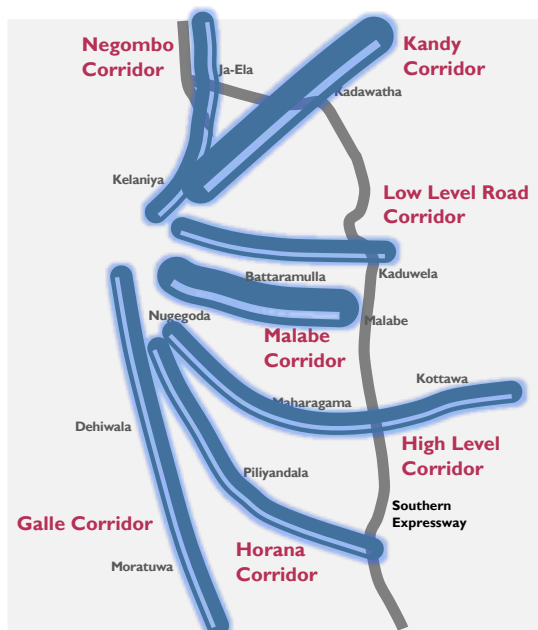 Negombo
Corridor
Kandy
Corridor
Ja-Ela
Kadawatha
Kelaniya
Low Level Road
Corridor
Battaramulla
Kaduwela
Nugegoda
Malabe
Malabe
Corridor
Kottawa
Maharagama
Dehiwala
High Level
Corridor
Piliyandala
Southern
Expressway
Galle Corridor
Horana
Corridor
Moratuwa